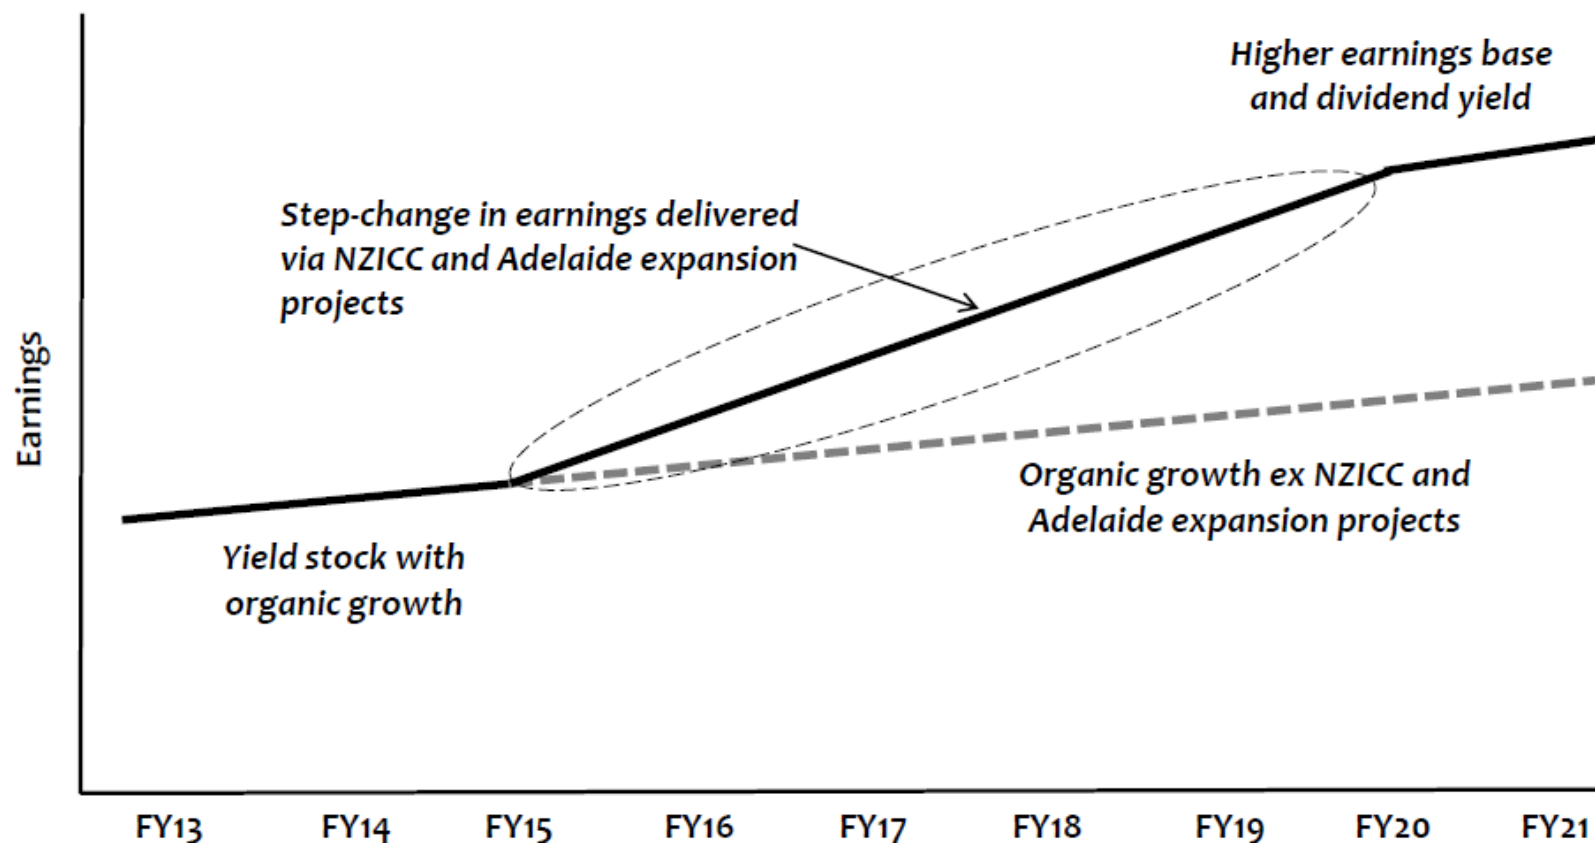 Higher earnings base
and dividend yield
Step-change in earnings delivered
via NZICC and Adelaide expansion
projects
Earnings
Organic growth ex NZICC and
Adelaide expansion projects
Yield stock with
organic growth
FY13 FY14 FY15 FY16 FY17 FY18 FY19 FY20 FY21